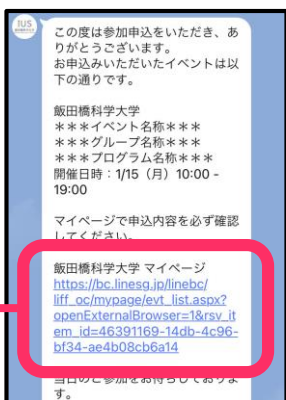 IUS
この度は参加申込をいただき、あ
りがとうございます。
お申込みいただいたイベントは以
下の通りです。
飯田橋科学大学
***イベント名称***
***グループ名称***
***プログラム名称***
開催日時:1/15(月)10:00 -
19:00
マイページで申込内容を必ず確認
してください。
飯田橋科学大学 マイページ
https://bc.linesg.jp/linebc/
liff_oc/mypage/evt_list.aspx?
openExternalBrowser=1&rsv_it
em_id=46391169-14db-4c96-
bf34-ae4b08cb6a14
当日のご参加をお待ちしておりま
す。